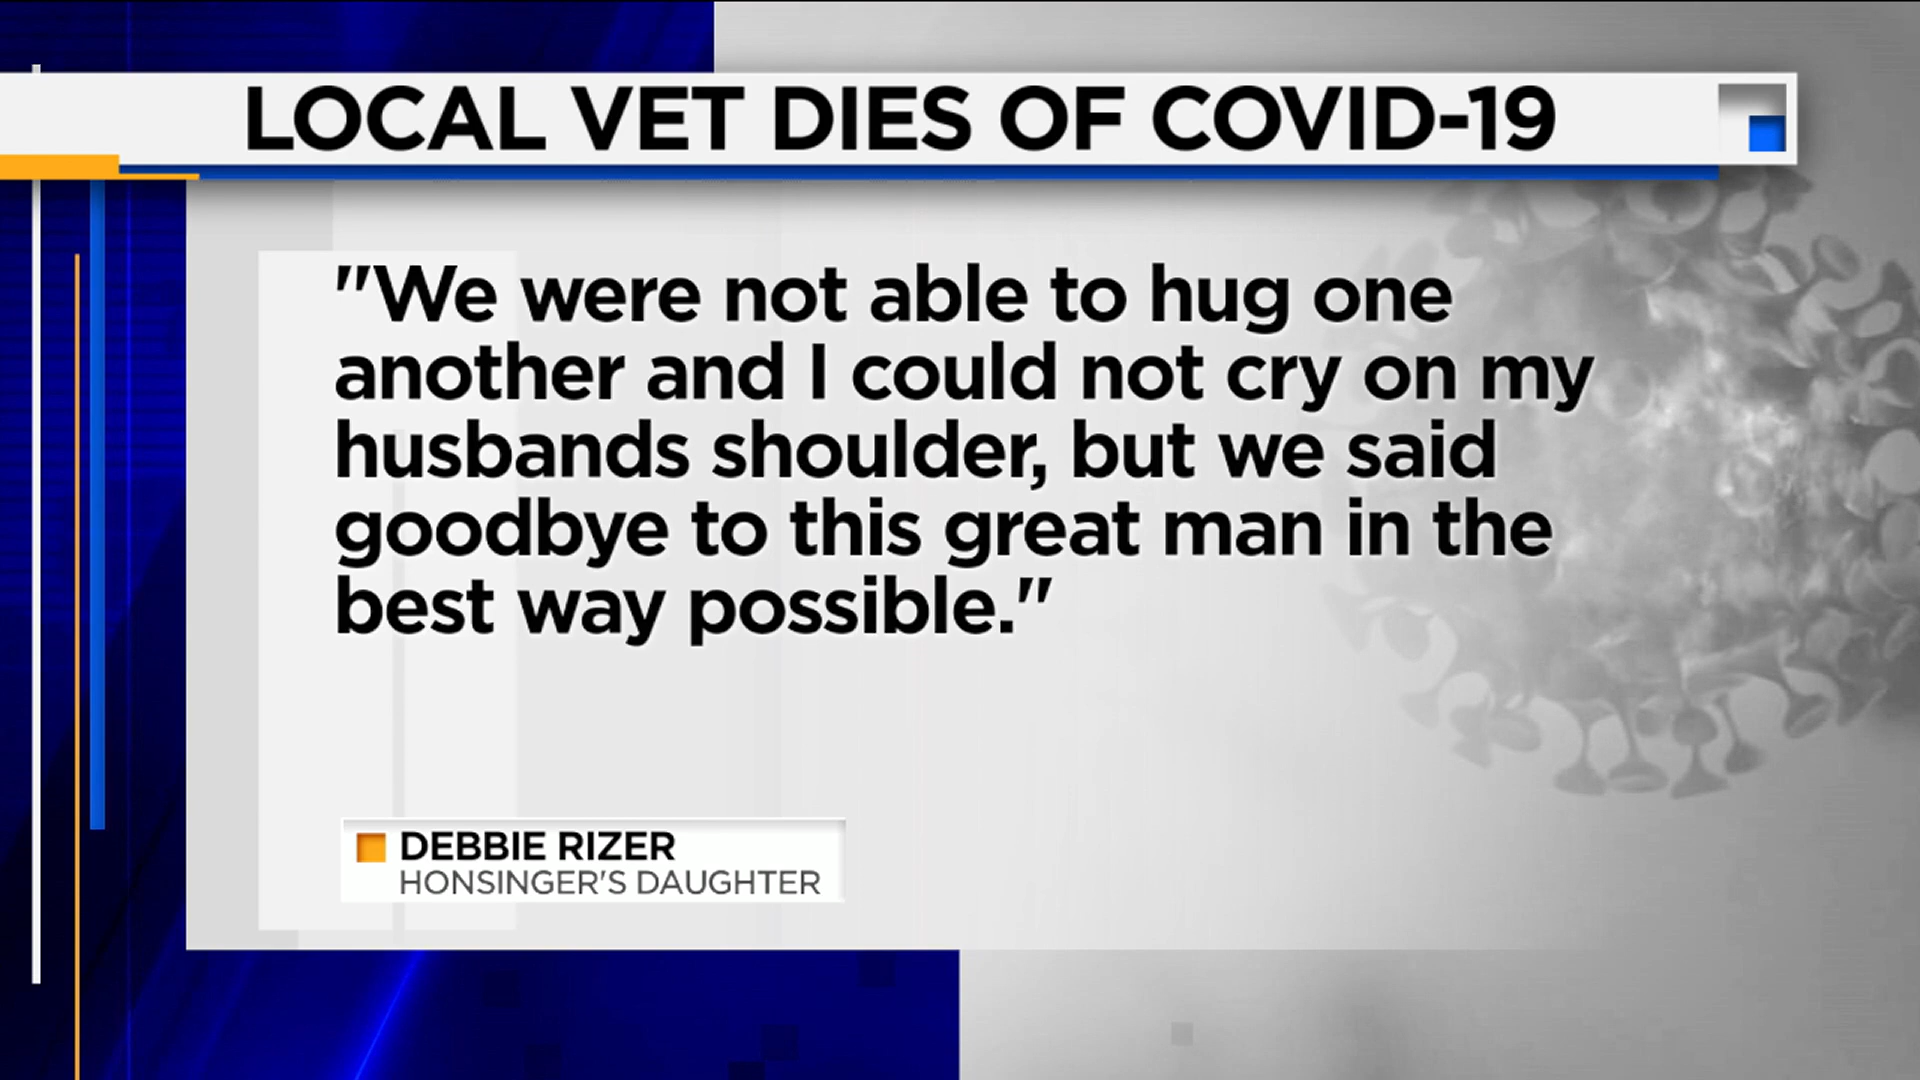 LOCAL VET DIES OF COVID-19
"We were not able to hug one
another and I could not cry on my
husbands shoulder, but we said
goodbye to this great man in the
best way possible."
DEBBIE RIZER
HONSINGER'S DAUGHTER